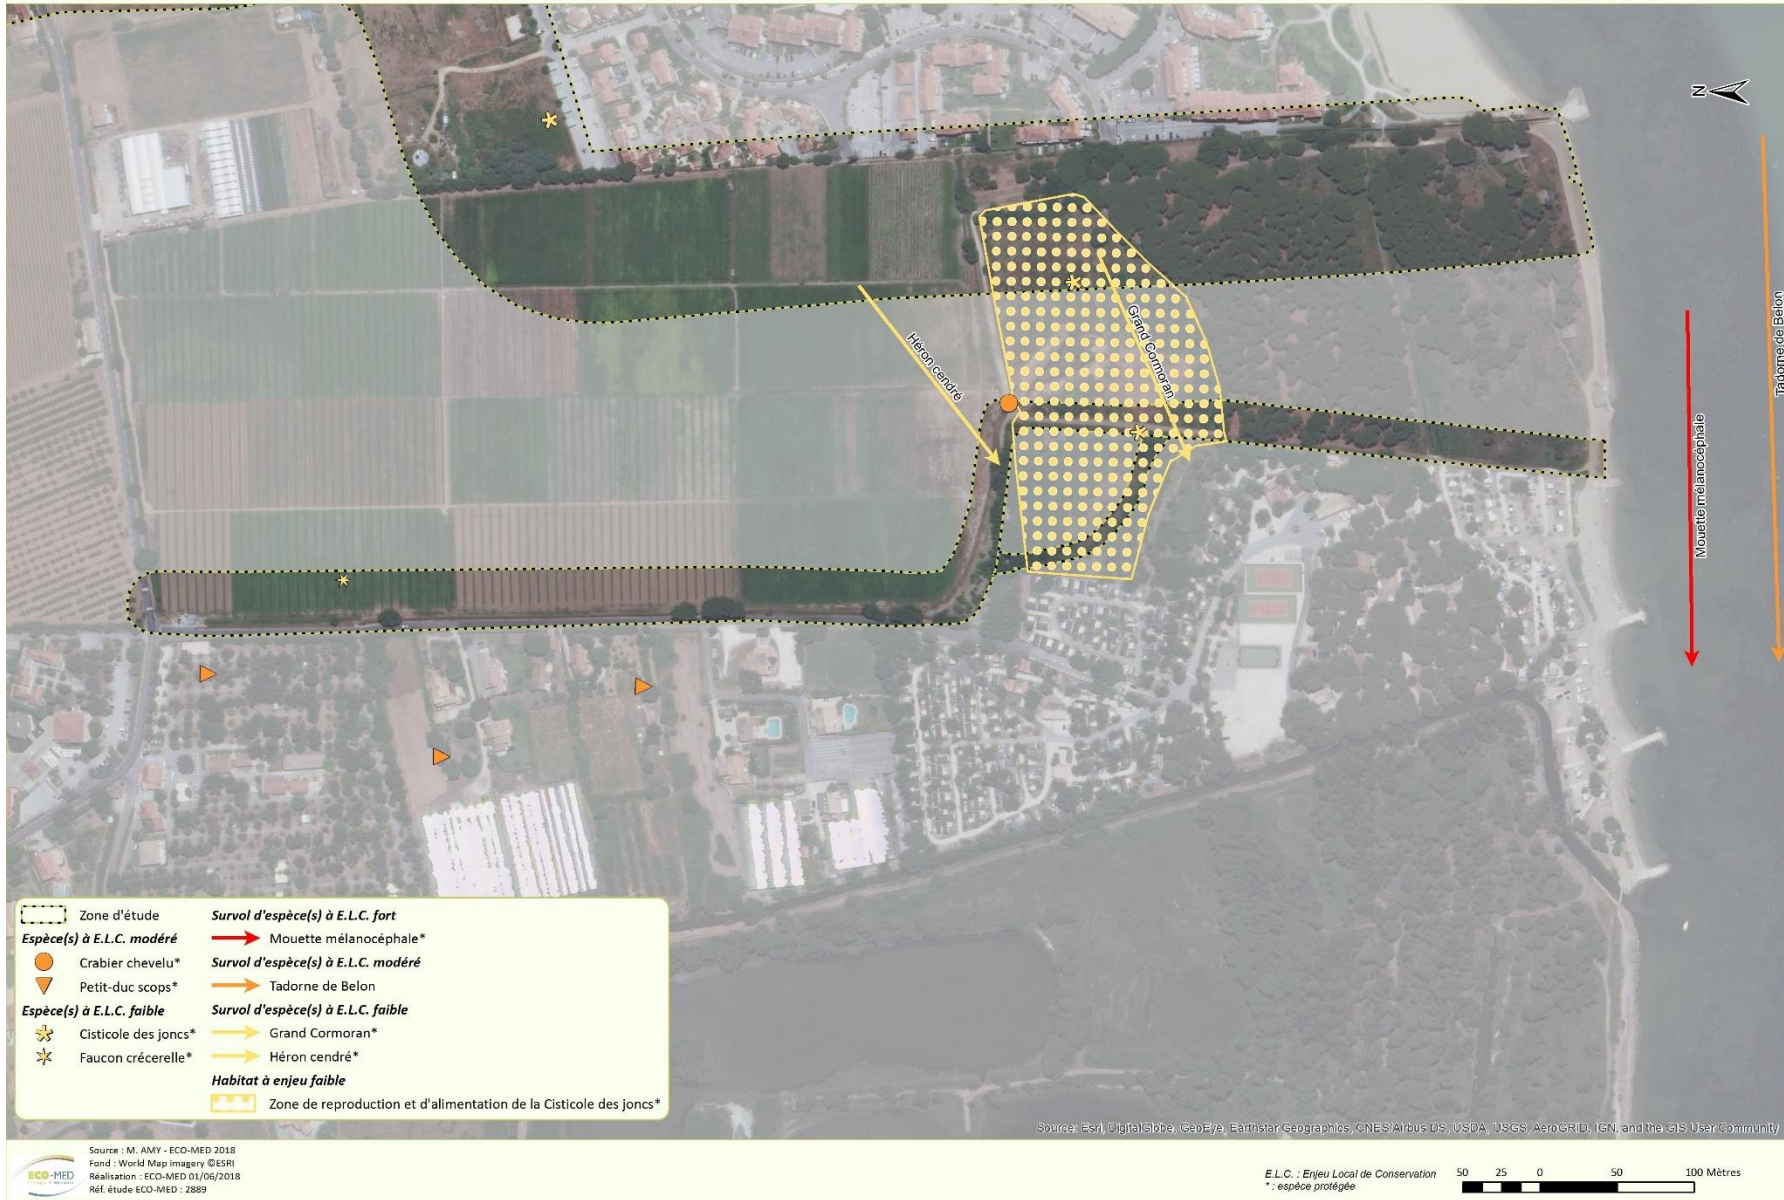 N
Héron cendré
Grand Cormoran
Mouette mélanocéphale
Tadorne de Belon
Zone d'étude
Espèce(s) à E.L.C. modéré
Crabier chevelu*
Petit-duc scops*
Espèce(s) à E.L.C. faible
Cisticole des joncs*
Faucon crécerelle*
Survol d'espèce(s) à E.L.C. fort
Mouette mélanocéphale*
Survol d'espèce(s) à E.L.C. modéré
Tadorne de Belon
Survol d'espèce(s) à E.L.C. faible
Grand Cormoran*
Héron cendré*
Habitat à enjeu faible
Zone de reproduction et d'alimentation de la Cisticole des joncs*
Source: Esri, DigitalGlobe, GeoEye, Earthstar Geographics, CNES/Airbus DS, USDA, USGS, AeroGRID, IGN, and the GIS User Community
ECO-MED
Source : M. AMY - ECO-MED 2018
Fond : World Map imagery ©ESRI
Réalisation : ECO-MED 01/06/2018
Réf. étude ECO-MED : 2889
E.L.C. : Enjeu Local de Conservation
* : espèce protégée
50 25 0 50 100 Mètres